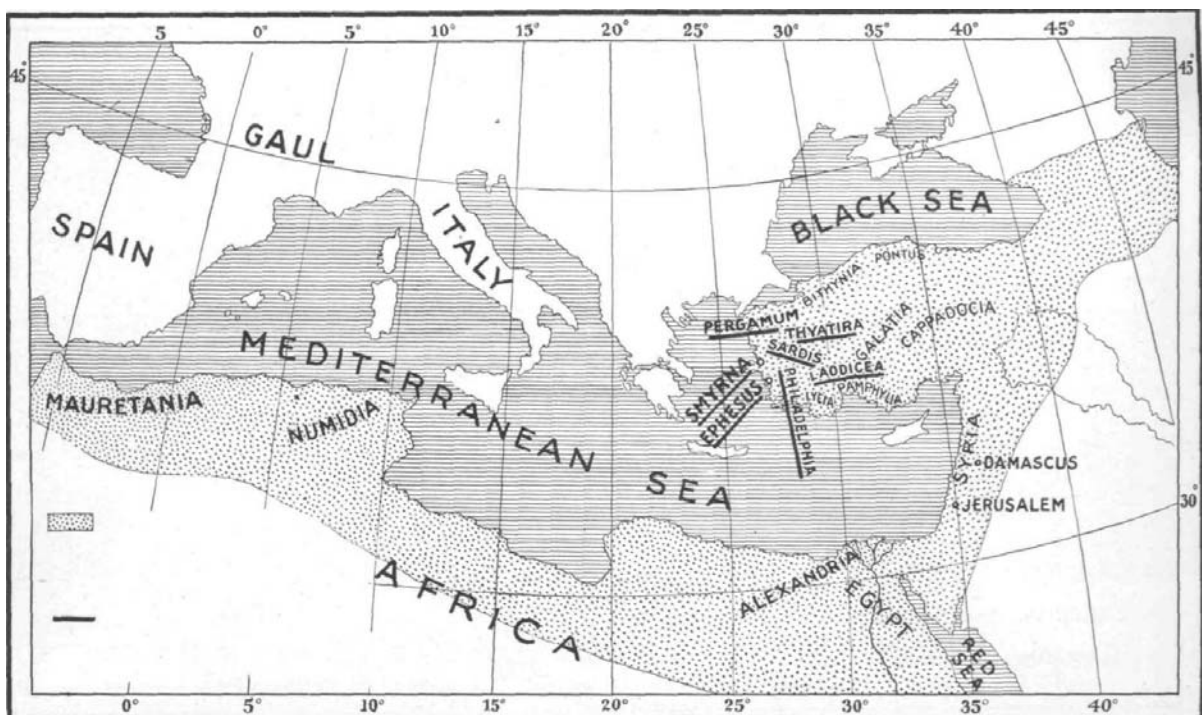 5 0° 5° 10° 15° 20° 25° 30° 35° 40° 45°
45° 45°
GAUL
SPAIN
ITALY
BLACK SEA
PONTUS
BITHYNIA
PERGAMUM
THYATIRA
GALATIA
CAPPADOCIA
SARDIS
LAODICEA
SMYRNA
EPHESUS
PHILADELPHIA
LYCIA
PAMPHYLIA
MEDITERRANEAN SEA
MAURETANIA
NUMIDIA
SYRIA
DAMASCUS
JERUSALEM
30°
AFRICA
ALEXANDRIA
EGYPT
RED SEA
0° 5° 10° 15° 20° 25° 30° 35° 40°